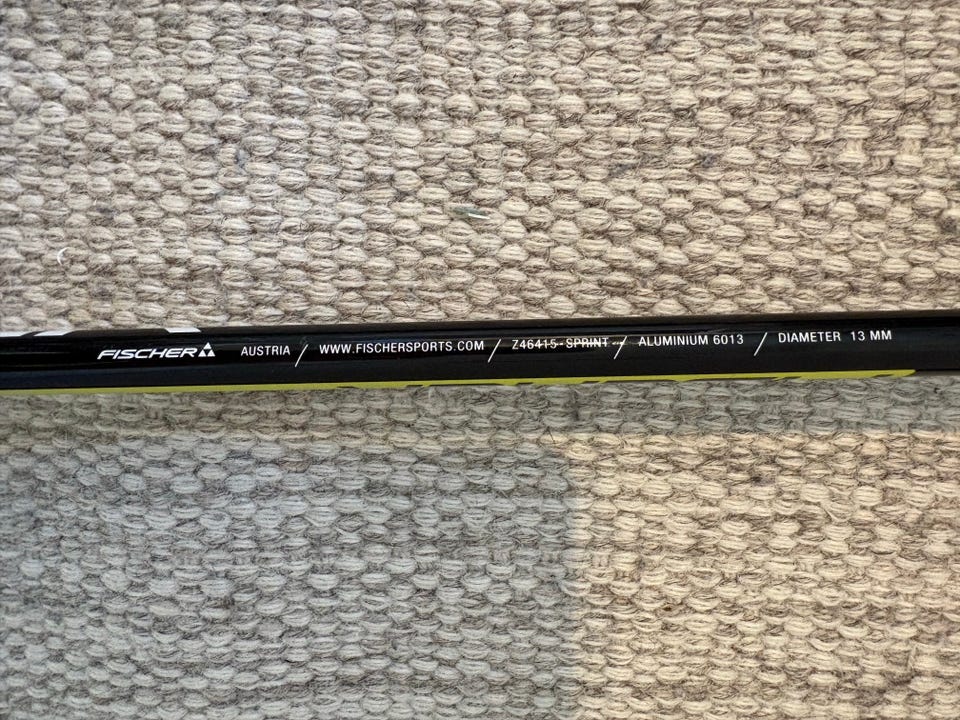 FISCHER AUSTRIA / WWW.FISCHERSPORTS.COM / Z46415-SPRINT / ALUMINIUM 6013 / DIAMETER 13 MM